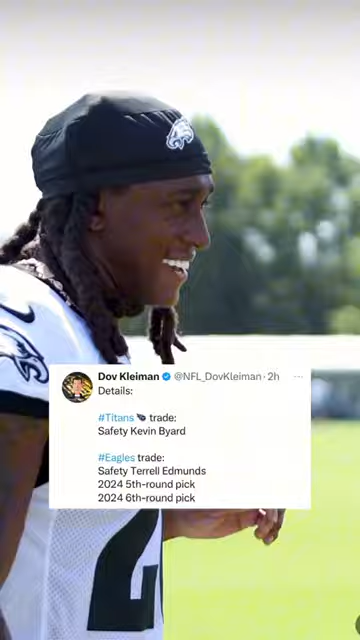 Dov Kleiman @NFL_DovKleiman · 2h
Details:
#Titans trade:
Safety Kevin Byard
#Eagles trade:
Safety Terrell Edmunds
2024 5th-round pick
2024 6th-round pick
2